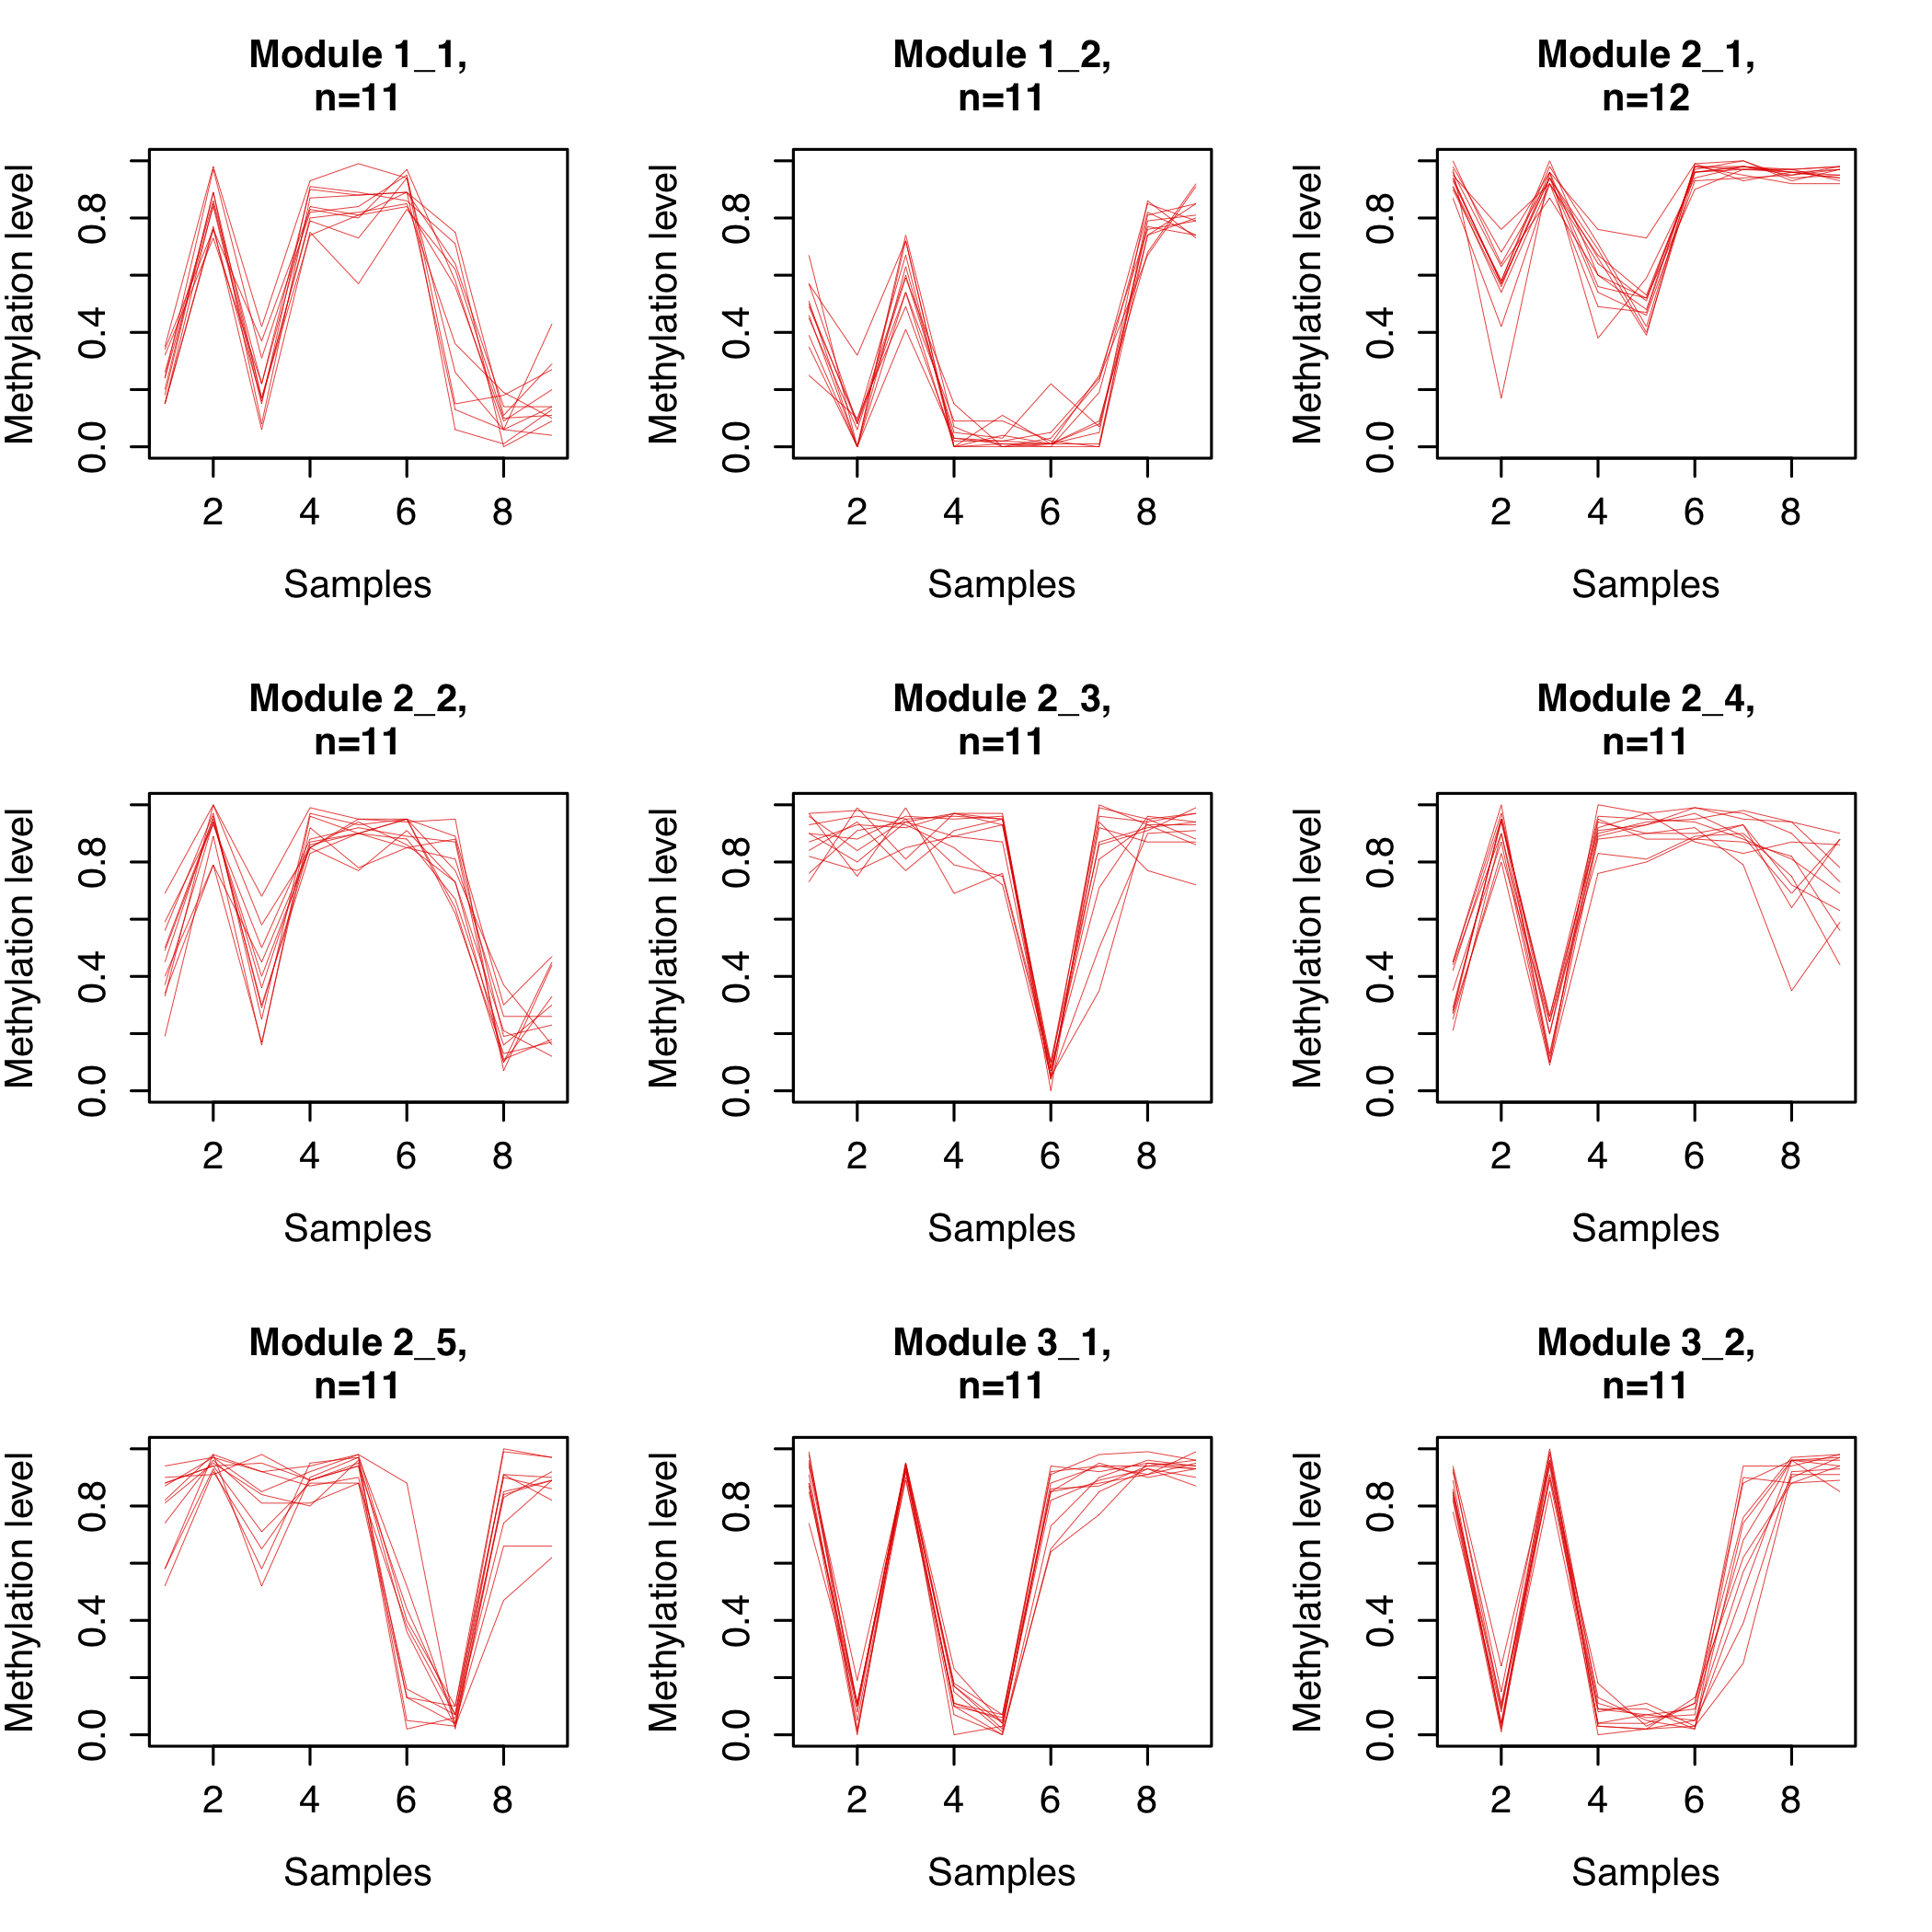 Module 1_1,
n=11
Methylation level
0.0 0.4 0.8
2 4 6 8
Samples
Module 1_2,
n=11
Methylation level
0.0 0.4 0.8
2 4 6 8
Samples
Module 2_1,
n=12
Methylation level
0.0 0.4 0.8
2 4 6 8
Samples
Module 2_2,
n=11
Methylation level
0.0 0.4 0.8
2 4 6 8
Samples
Module 2_3,
n=11
Methylation level
0.0 0.4 0.8
2 4 6 8
Samples
Module 2_4,
n=11
Methylation level
0.0 0.4 0.8
2 4 6 8
Samples
Module 2_5,
n=11
Methylation level
0.0 0.4 0.8
2 4 6 8
Samples
Module 3_1,
n=11
Methylation level
0.0 0.4 0.8
2 4 6 8
Samples
Module 3_2,
n=11
Methylation level
0.0 0.4 0.8
2 4 6 8
Samples